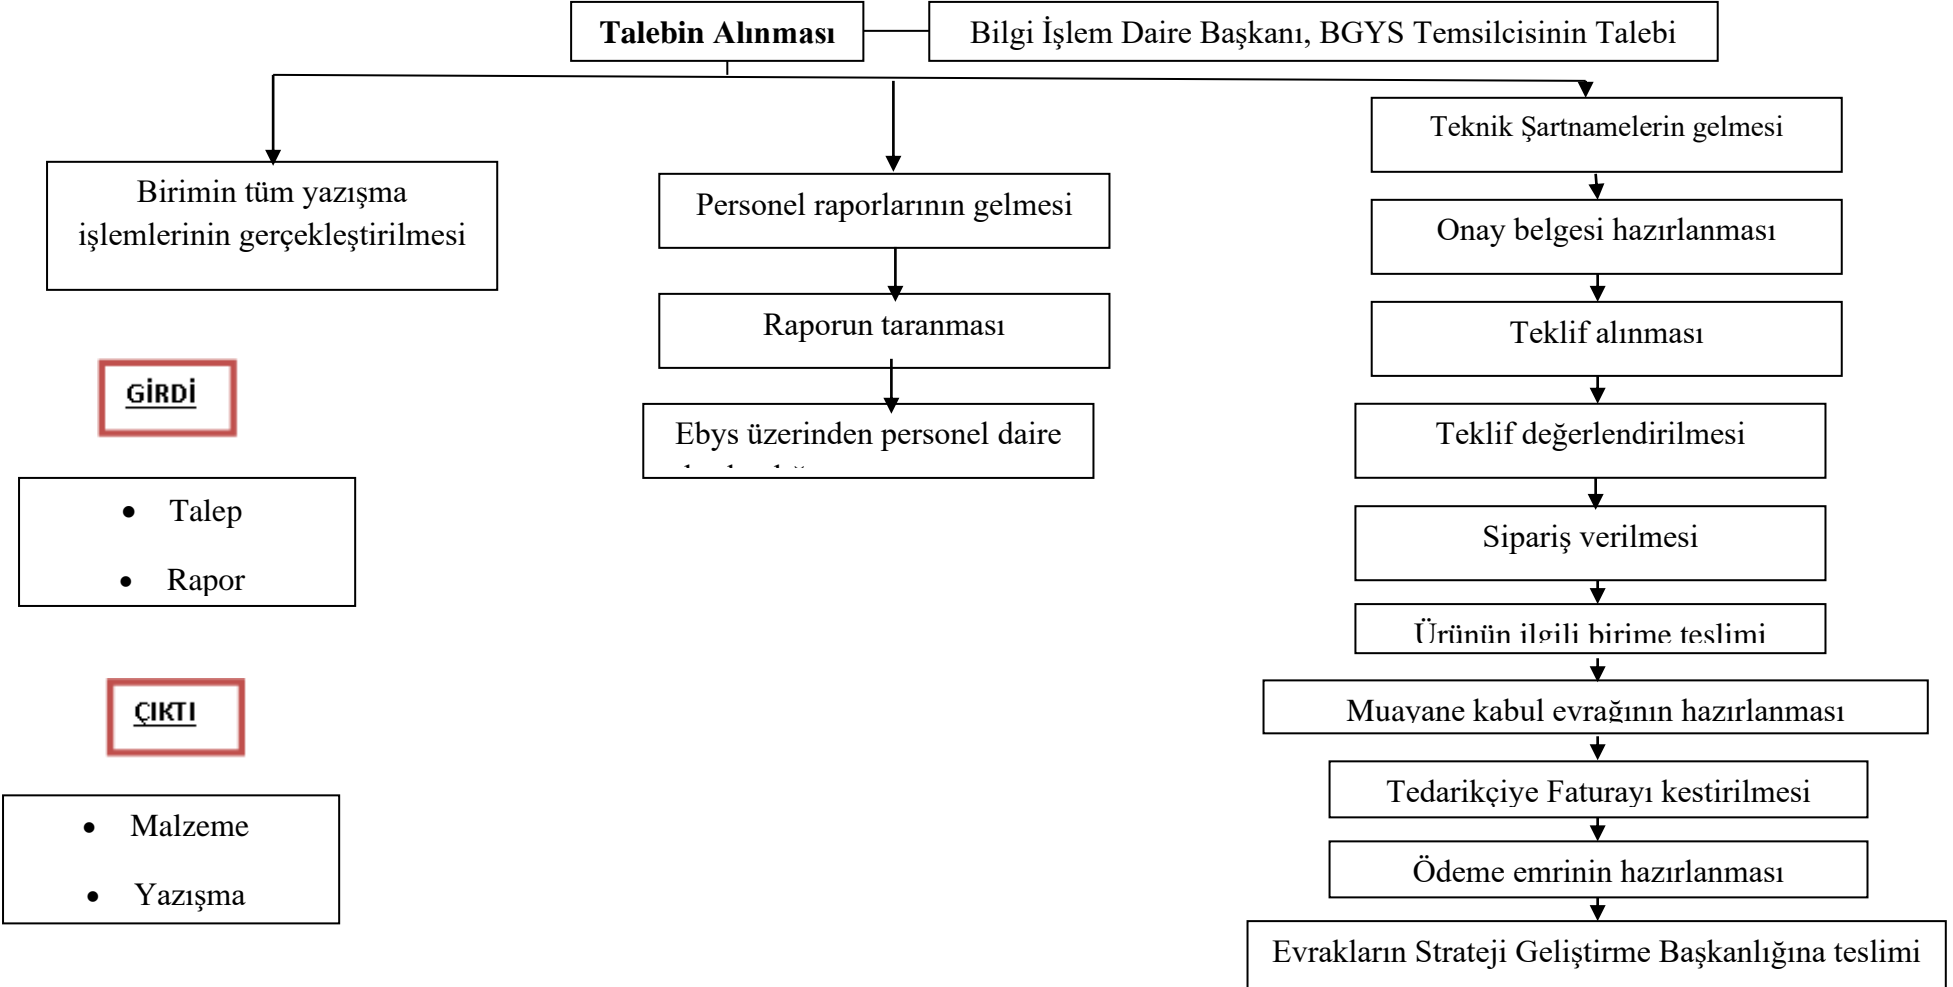 Talebin Alınması
Bilgi İşlem Daire Başkanı, BGYS Temsilcisinin Talebi
Birimin tüm yazışma
işlemlerinin gerçekleştirilmesi
GİRDİ
• Talep
• Rapor
ÇIKTI
• Malzeme
• Yazışma
Personel raporlarının gelmesi
Raporun taranması
Ebys üzerinden personel daire
Teknik Şartnamelerin gelmesi
Onay belgesi hazırlanması
Teklif alınması
Teklif değerlendirilmesi
Sipariş verilmesi
Ürünün ilgili birime teslimi
Muayane kabul evrağının hazırlanması
Tedarikçiye Faturayı kestirilmesi
Ödeme emrinin hazırlanması
Evrakların Strateji Geliştirme Başkanlığına teslimi